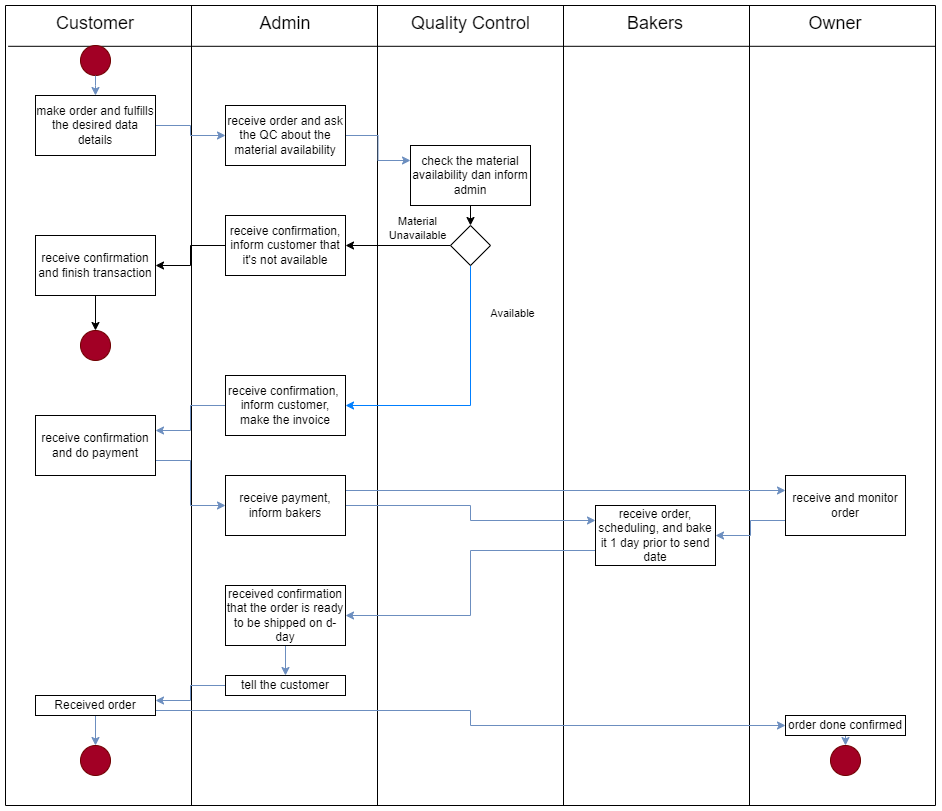 Customer
Admin
Quality Control
Bakers
Owner
make order and fulfills
the desired data
details
receive order and ask
the QC about the
material availability
check the material
availability dan inform
admin
Material
Unavailable
receive confirmation,
inform customer that
it's not available
receive confirmation
and finish transaction
Available
receive confirmation,
inform customer,
make the invoice
receive confirmation
and do payment
receive payment,
inform bakers
receive and monitor
order
receive order,
scheduling, and bake
it 1 day prior to send
date
received confirmation
that the order is ready
to be shipped on d-
day
tell the customer
Received order
order done confirmed